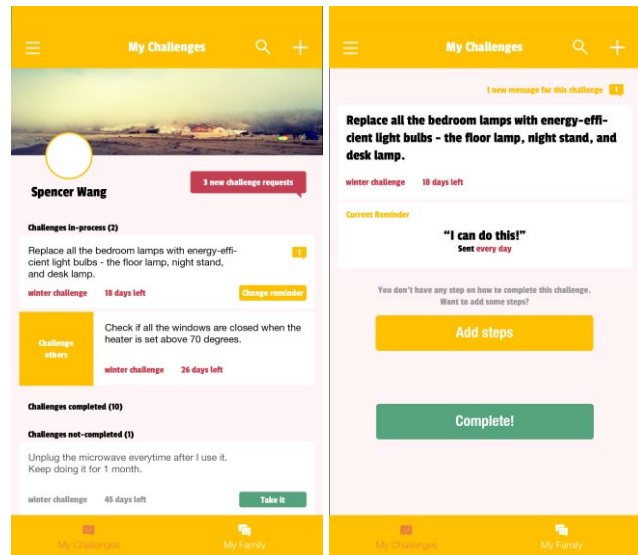 My Challenges
Spencer Wang
3 new challenge requests
Challenges in-process (2)
Replace all the bedroom lamps with energy-effi-
cient light bulbs - the floor lamp, night stand,
and desk lamp.
1
winter challenge 18 days left
Change reminder
Challenge
others
Check if all the windows are closed when the
heater is set above 70 degrees.
winter challenge 26 days left
Challenges completed (10)
Challenges not-completed (1)
Unplug the microwave everytime after I use it.
Keep doing it for 1 month.
winter challenge 45 days left
Take it
My Challenges
My Family
My Challenges
1 new message for this challenge 1
Replace all the bedroom lamps with energy-effi-
cient light bulbs - the floor lamp, night stand, and
desk lamp.
winter challenge 18 days left
Current Reminder
“I can do this!”
Sent every day
You don't have any step on how to complete this challenge.
Want to add some steps?
Add steps
Complete!
My Challenges
My Family